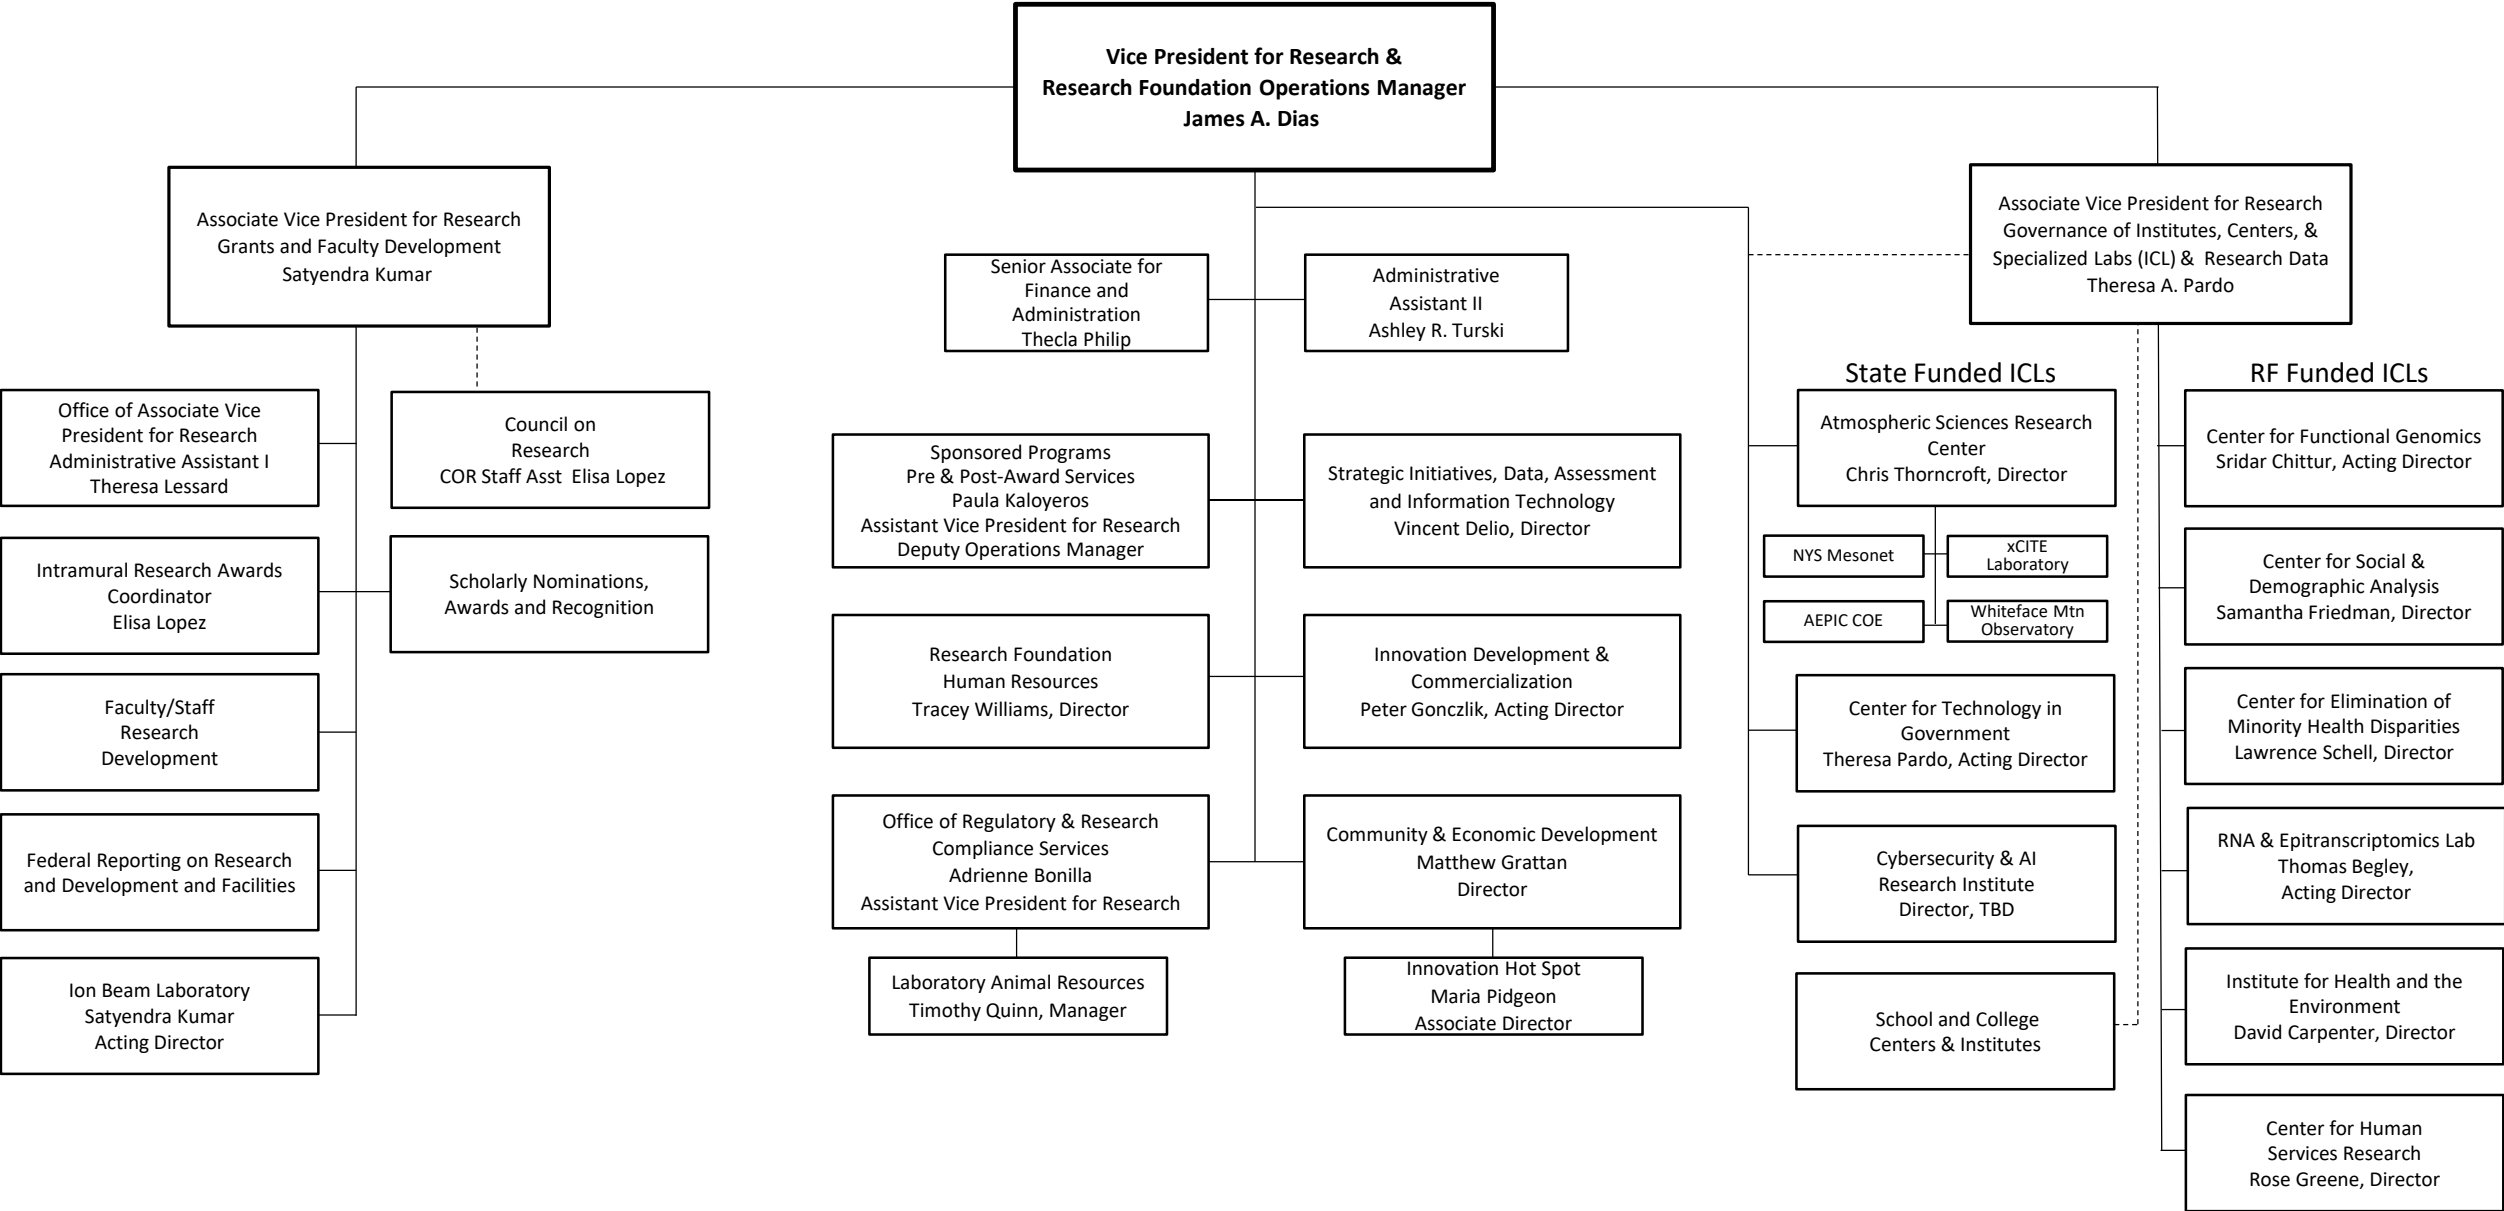 Vice President for Research &
Research Foundation Operations Manager
James A. Dias
Associate Vice President for Research
Grants and Faculty Development
Satyendra Kumar
Associate Vice President for Research
Governance of Institutes, Centers, &
Specialized Labs (ICL) & Research Data
Theresa A. Pardo
Senior Associate for
Finance and
Administration
Thecla Philip
Administrative
Assistant II
Ashley R. Turski
Office of Associate Vice
President for Research
Administrative Assistant I
Theresa Lessard
Council on
Research
COR Staff Asst Elisa Lopez
Intramural Research Awards
Coordinator
Elisa Lopez
Scholarly Nominations,
Awards and Recognition
Faculty/Staff
Research
Development
Federal Reporting on Research
and Development and Facilities
Ion Beam Laboratory
Satyendra Kumar
Acting Director
Sponsored Programs
Pre & Post-Award Services
Paula Kaloyeros
Assistant Vice President for Research
Deputy Operations Manager
Strategic Initiatives, Data, Assessment
and Information Technology
Vincent Delio, Director
Research Foundation
Human Resources
Tracey Williams, Director
Innovation Development &
Commercialization
Peter Gonczlik, Acting Director
Office of Regulatory & Research
Compliance Services
Adrienne Bonilla
Assistant Vice President for Research
Community & Economic Development
Matthew Grattan
Director
Laboratory Animal Resources
Timothy Quinn, Manager
Innovation Hot Spot
Maria Pidgeon
Associate Director
State Funded ICLs
Atmospheric Sciences Research
Center
Chris Thorncroft, Director
NYS Mesonet
xCITE
Laboratory
AEPIC COE
Whiteface Mtn
Observatory
Center for Technology in
Government
Theresa Pardo, Acting Director
Cybersecurity & AI
Research Institute
Director, TBD
School and College
Centers & Institutes
RF Funded ICLs
Center for Functional Genomics
Sridar Chittur, Acting Director
Center for Social &
Demographic Analysis
Samantha Friedman, Director
Center for Elimination of
Minority Health Disparities
Lawrence Schell, Director
RNA & Epitranscriptomics Lab
Thomas Begley,
Acting Director
Institute for Health and the
Environment
David Carpenter, Director
Center for Human
Services Research
Rose Greene, Director